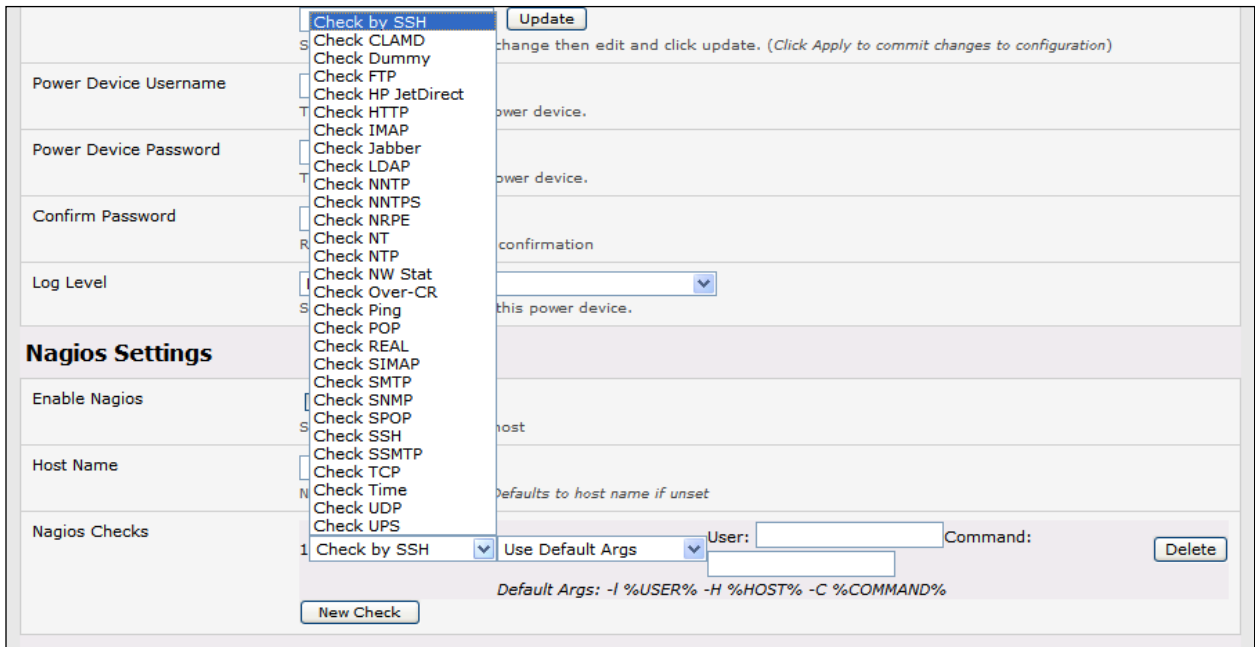 Check by SSH
Update
Check CLAMD
S change then edit and click update. (Click Apply to commit changes to configuration)
Check Dummy
Check FTP
Power Device Username
Check HP JetDirect
Check HTTP
T power device.
Check IMAP
Check Jabber
Power Device Password
Check LDAP
Check NNTP
T power device.
Check NNTPS
Confirm Password
Check NRPE
Check NT
R confirmation
Check NTP
Check NW Stat
Log Level
Check Over-CR
Check Ping
S this power device.
Check POP
Check REAL
Nagios Settings
Check SIMAP
Check SMTP
Check SNMP
Enable Nagios
Check SPOP
S host
Check SSH
Check SSMTP
Host Name
Check TCP
Check Time
N Defaults to host name if unset
Check UDP
Check UPS
Nagios Checks
1 Check by SSH Use Default Args User: Command: Delete
Default Args: -l %USER% -H %HOST% -C %COMMAND%
New Check